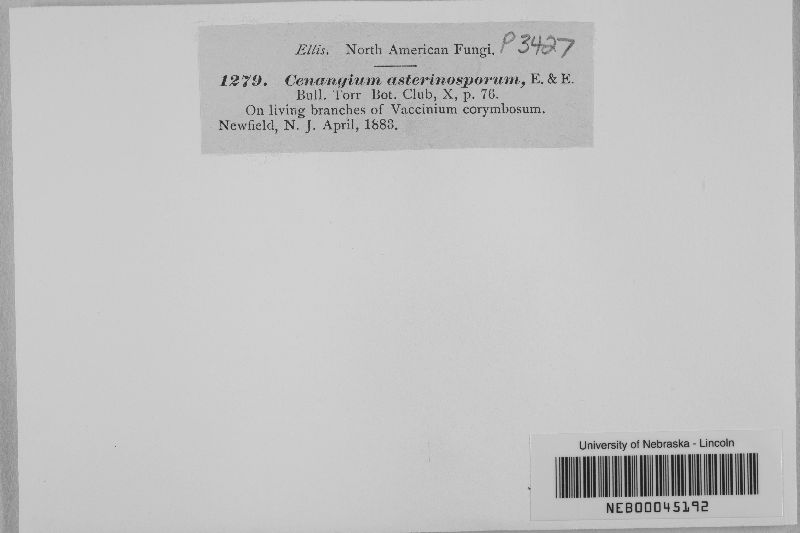 Ellis. North American Fungi. P3427
1279. Cenangium asterinosporum, E. & E.
Bull. Torr Bot. Club, X, p. 76.
On living branches of Vaccinium corymbosum.
Newfield, N. J. April, 1883.
University of Nebraska - Lincoln
NEB00045192